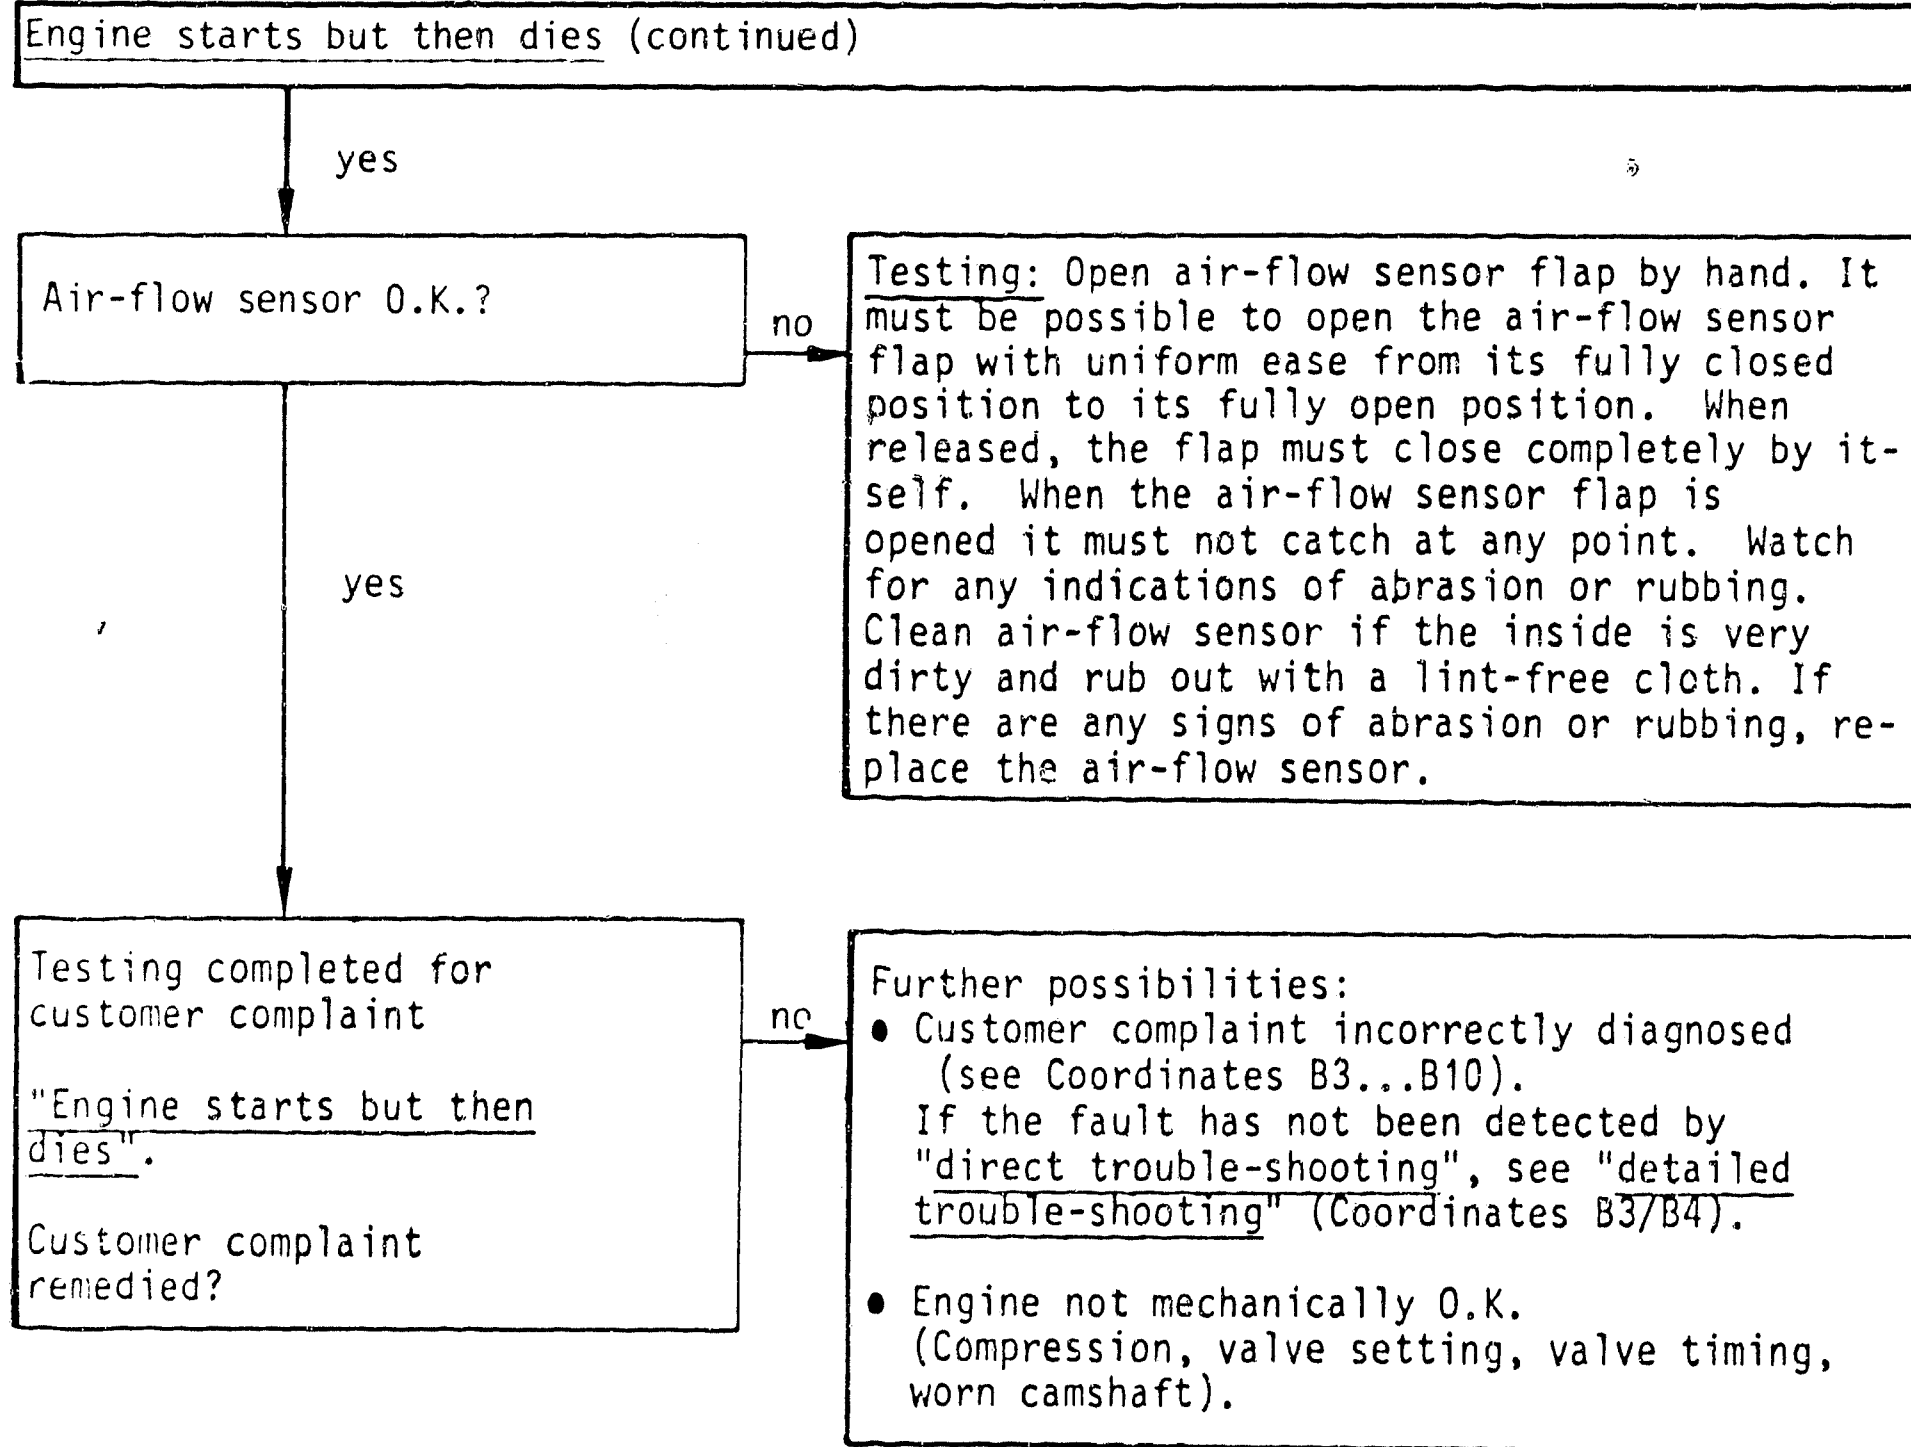 Engine starts but then dies (continued)
yes
Air-flow sensor O.K.?
no
Testing: Open air-flow sensor flap by hand. It
must be possible to open the air-flow sensor
flap with uniform ease from its fully closed
position to its fully open position. When
released, the flap must close completely by it-
self. When the air-flow sensor flap is
opened it must not catch at any point. Watch
for any indications of abrasion or rubbing.
Clean air-flow sensor if the inside is very
dirty and rub out with a lint-free cloth. If
there are any signs of abrasion or rubbing, re-
place the air-flow sensor.
yes
Testing completed for
customer complaint
"Engine starts but then
dies".
Customer complaint
remedied?
no
Further possibilities:
● Customer complaint incorrectly diagnosed
(see Coordinates B3...B10).
If the fault has not been detected by
"direct trouble-shooting", see "detailed
trouble-shooting" (Coordinates B3/B4).
● Engine not mechanically O.K.
(Compression, valve setting, valve timing,
worn camshaft).